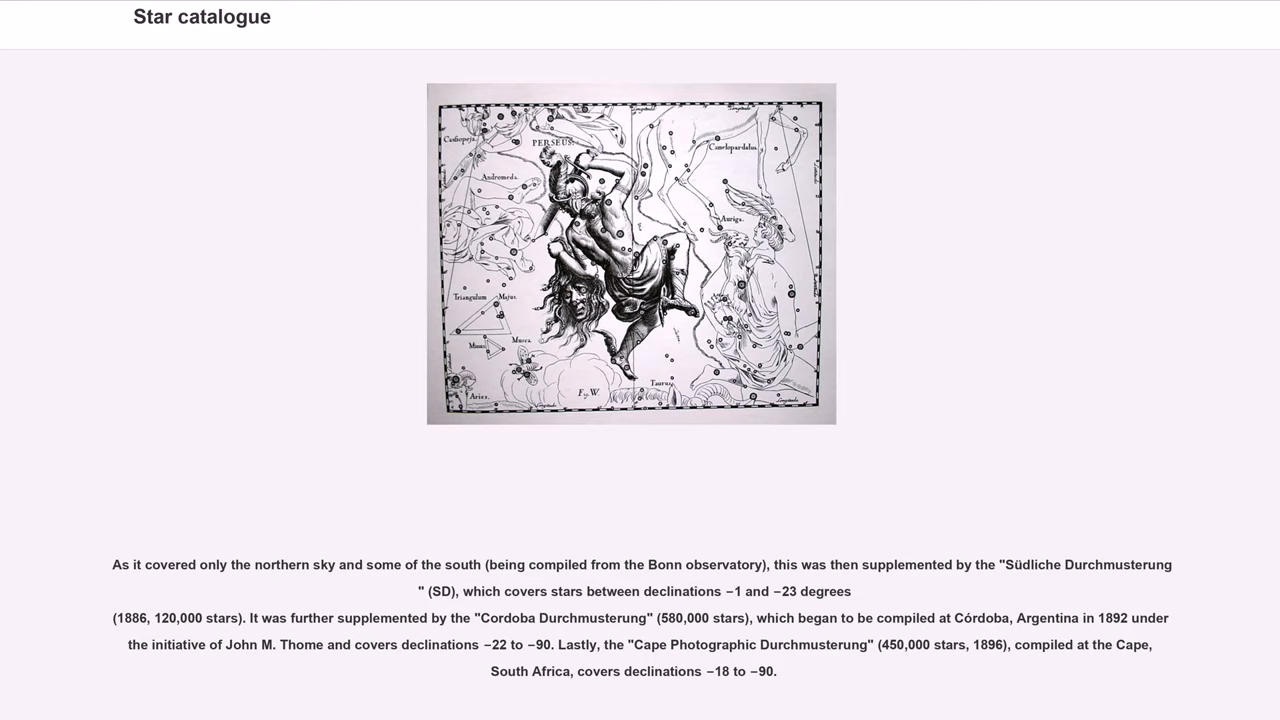 Star catalogue
Cassiopeja.
PERSEUS.
Camelopardalus.
Andromeda.
Auriga.
Triangulum Majus.
Minus.
Musca.
Taurus.
Aries.
Longitudo
As it covered only the northern sky and some of the south (being compiled from the Bonn observatory), this was then supplemented by the "Südliche Durchmusterung
" (SD), which covers stars between declinations −1 and −23 degrees
(1886, 120,000 stars). It was further supplemented by the "Cordoba Durchmusterung" (580,000 stars), which began to be compiled at Córdoba, Argentina in 1892 under
the initiative of John M. Thome and covers declinations −22 to −90. Lastly, the "Cape Photographic Durchmusterung" (450,000 stars, 1896), compiled at the Cape,
South Africa, covers declinations −18 to −90.